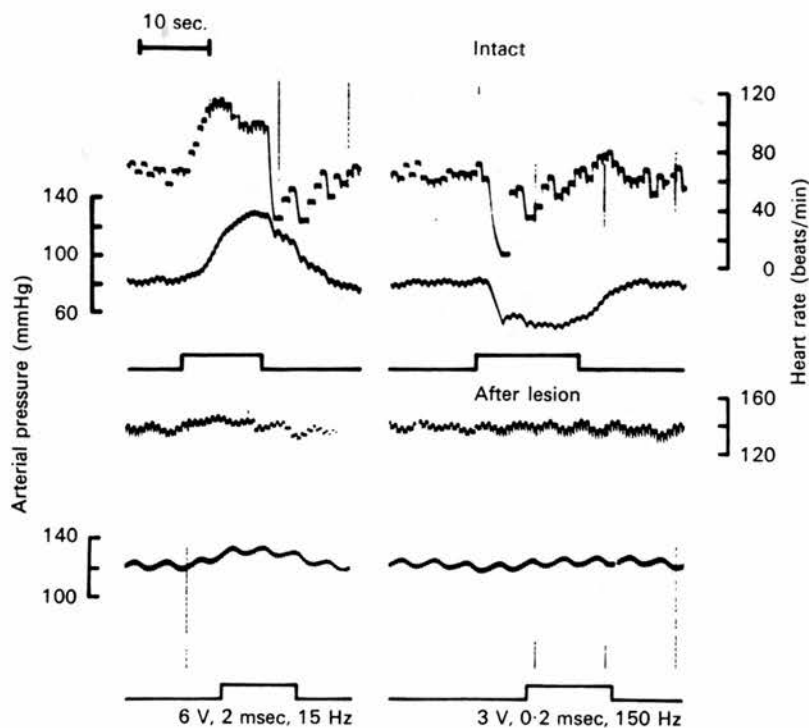 10 sec.
Intact
120
80
40
0
Heart rate (beats/min)
140
100
60
Arterial pressure (mmHg)
After lesion
160
120
140
100
6 V, 2 msec, 15 Hz
3 V, 0·2 msec, 150 Hz